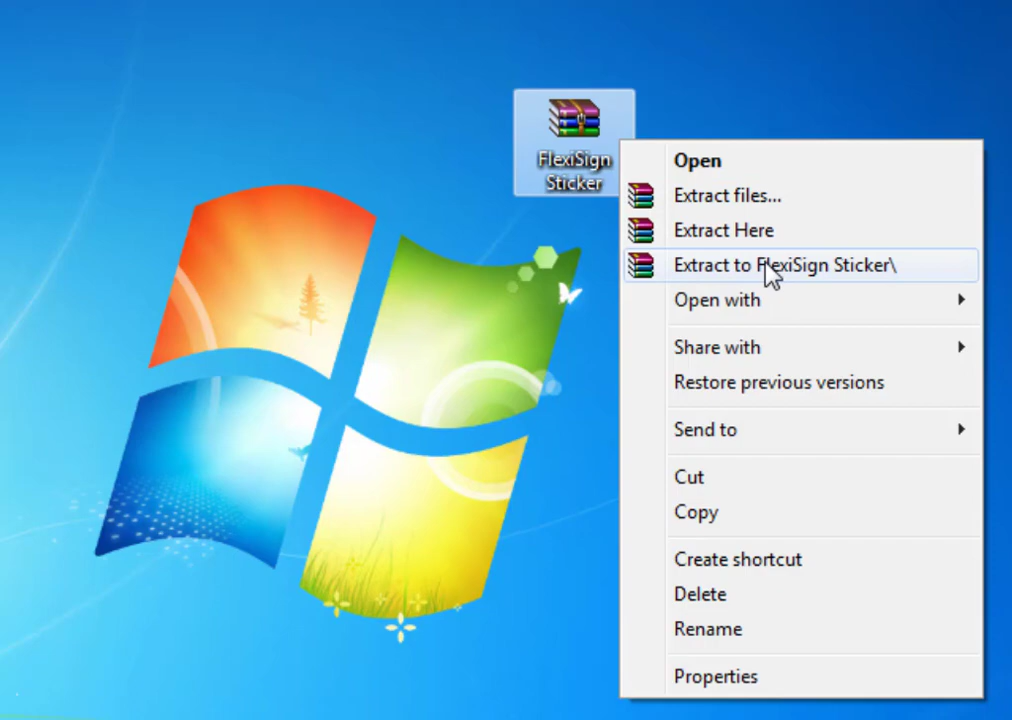 FlexiSign
Sticker
Open
Extract files...
Extract Here
Extract to FlexiSign Sticker\
Open with
Share with
Restore previous versions
Send to
Cut
Copy
Create shortcut
Delete
Rename
Properties